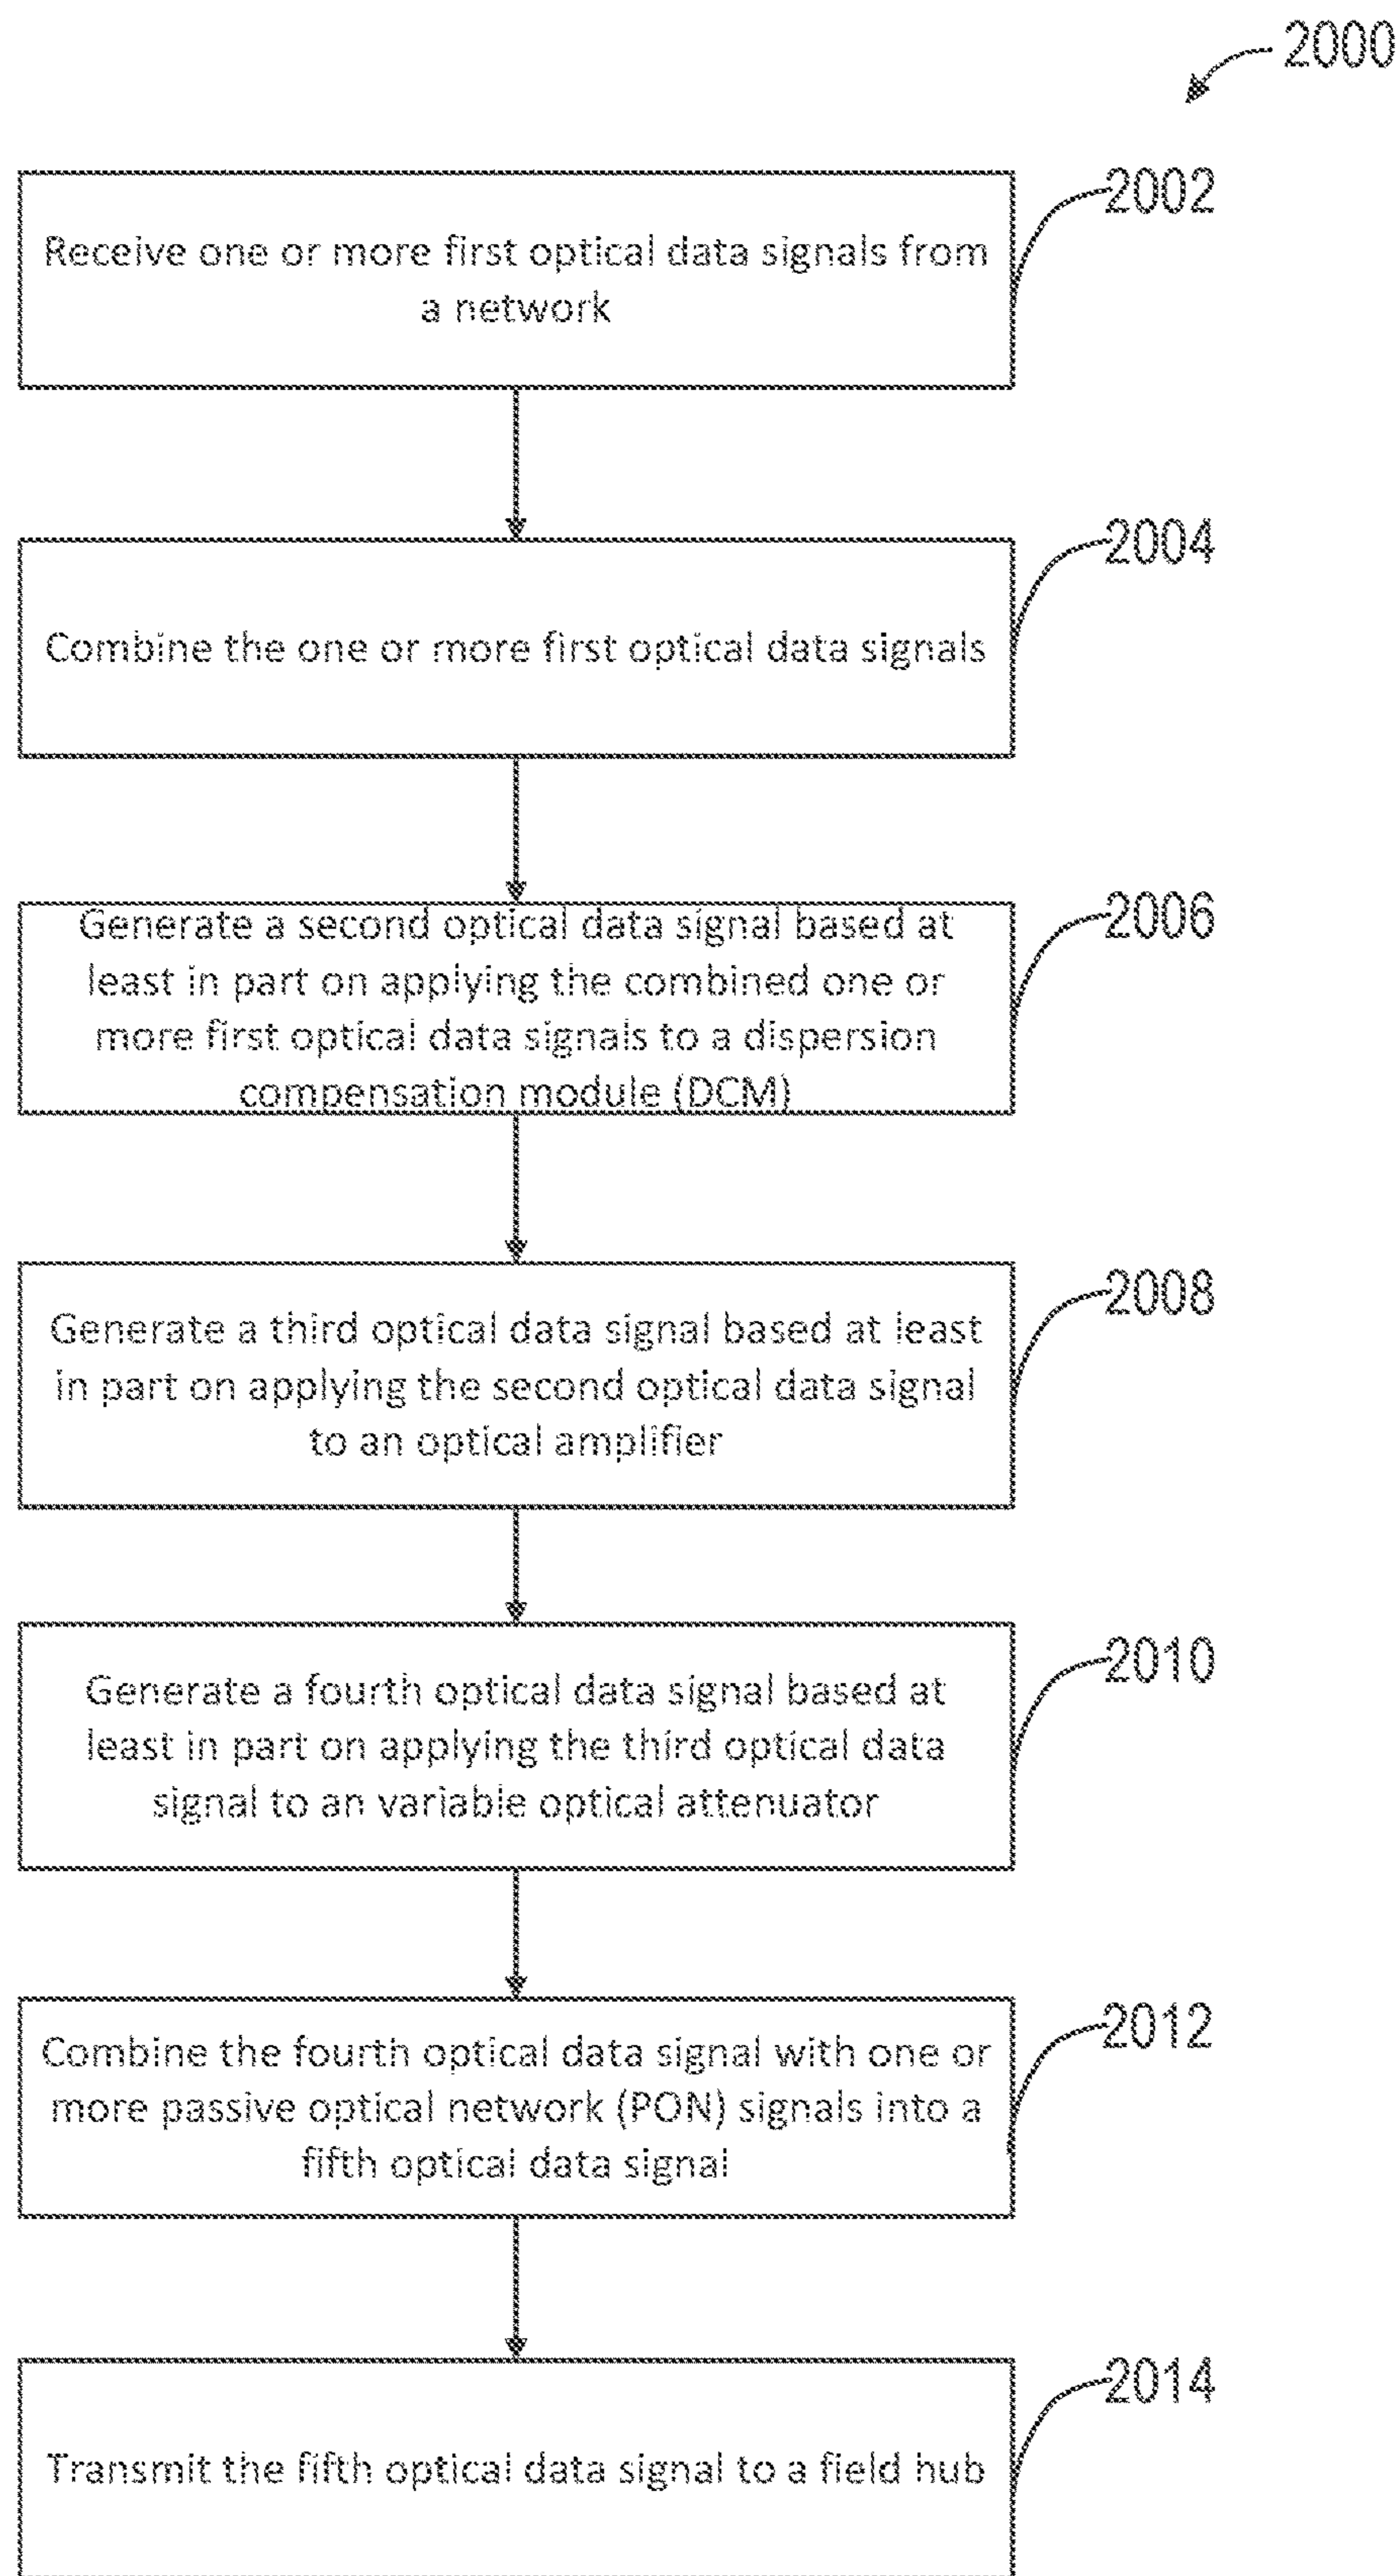 2000
2002
Receive one or more first optical data signals from
a network
2004
Combine the one or more first optical data signals
2006
Generate a second optical data signal based at
least in part on applying the combined one or
more first optical data signals to a dispersion
compensation module (DCM)
2008
Generate a third optical data signal based at least
in part on applying the second optical data signal
to an optical amplifier
2010
Generate a fourth optical data signal based at
least in part on applying the third optical data
signal to an variable optical attenuator
2012
Combine the fourth optical data signal with one or
more passive optical network (PON) signals into a
fifth optical data signal
2014
Transmit the fifth optical data signal to a field hub